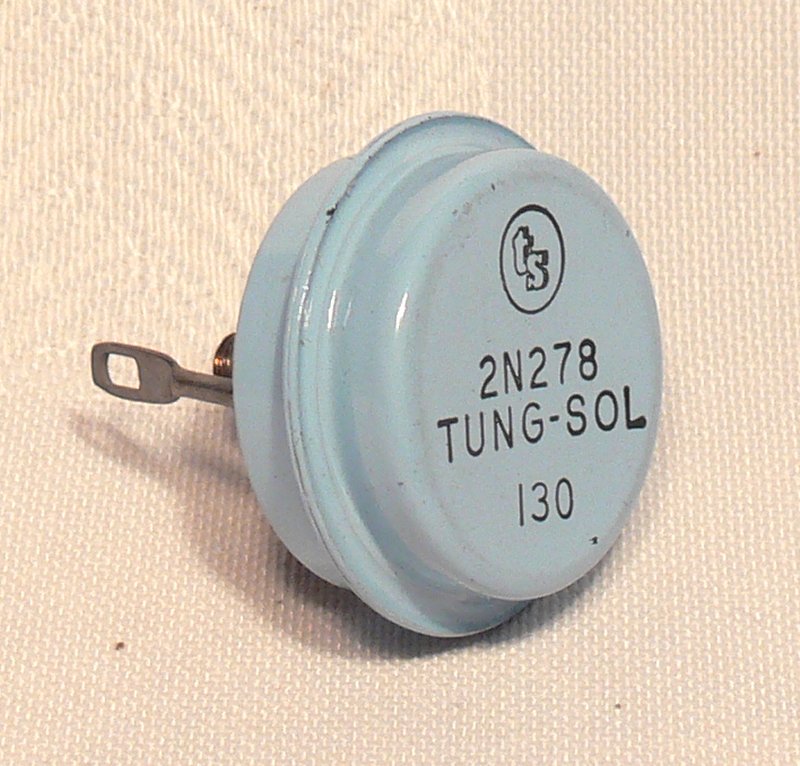 ts
2N278
TUNG-SOL
130